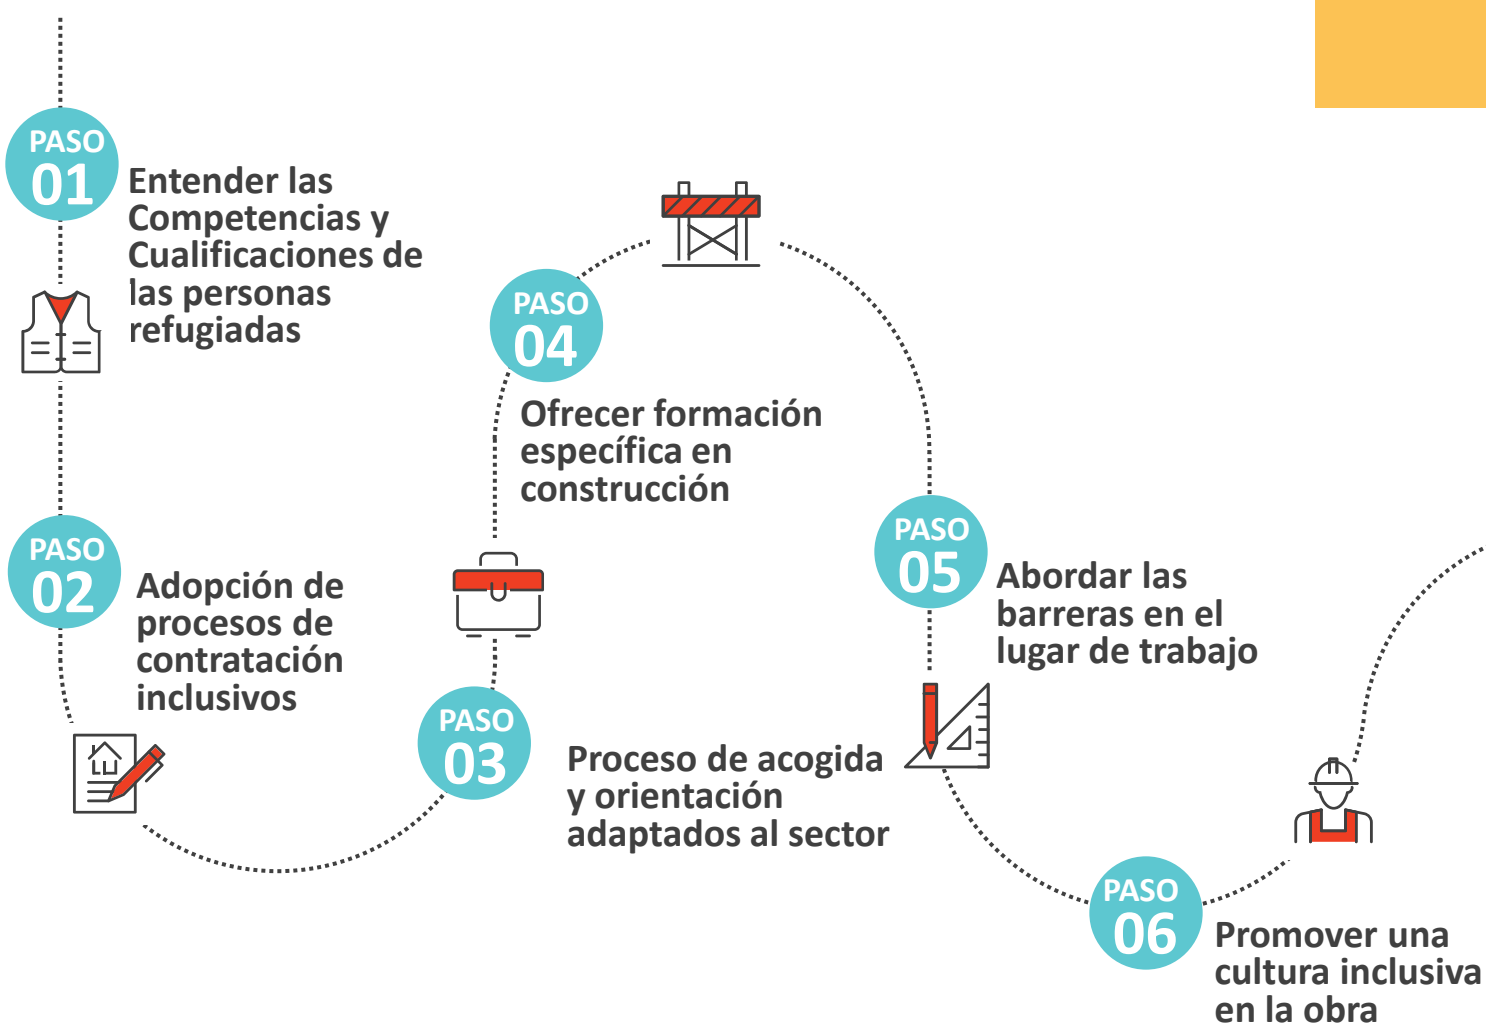 PASO
01
Entender las
Competencias y
Cualificaciones de
las personas
refugiadas
PASO
02
Adopción de
procesos de
contratación
inclusivos
PASO
03
Proceso de acogida
y orientación
adaptados al sector
PASO
04
Ofrecer formación
específica en
construcción
PASO
05
Abordar las
barreras en el
lugar de trabajo
PASO
06
Promover una
cultura inclusiva
en la obra